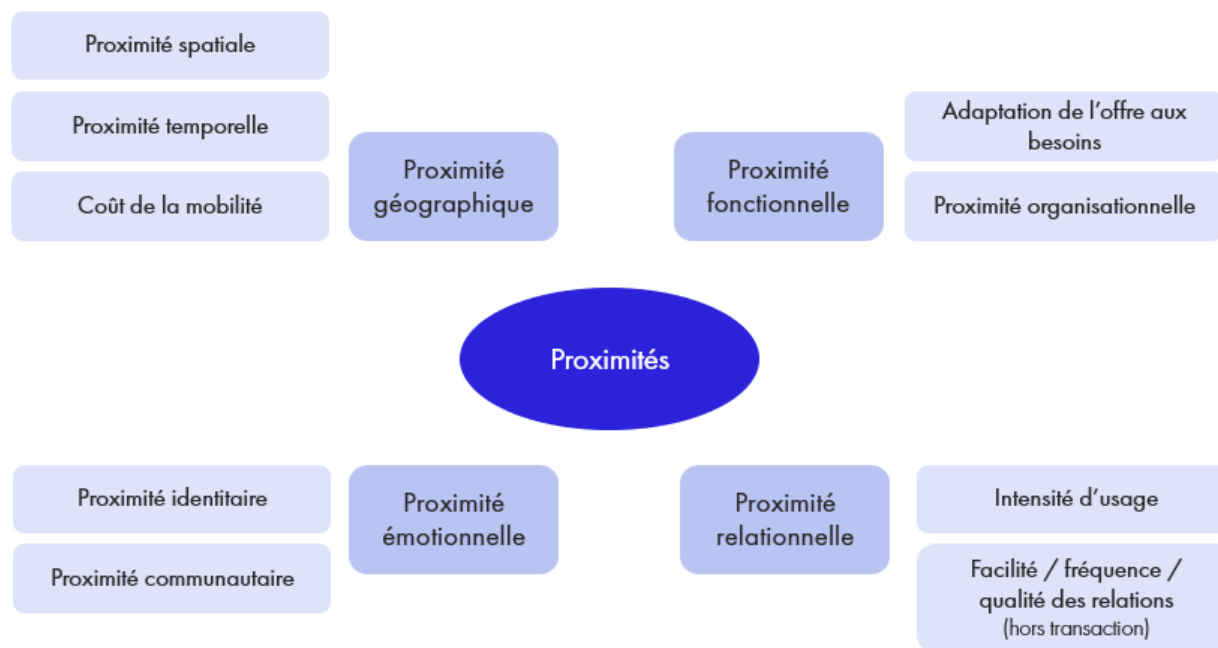 Proximité spatiale
Proximité temporelle
Coût de la mobilité
Proximité
géographique
Proximité
fonctionnelle
Adaptation de l’offre aux
besoins
Proximité organisationnelle
Proximités
Proximité identitaire
Proximité communautaire
Proximité
émotionnelle
Proximité
relationnelle
Intensité d’usage
Facilité / fréquence /
qualité des relations
(hors transaction)